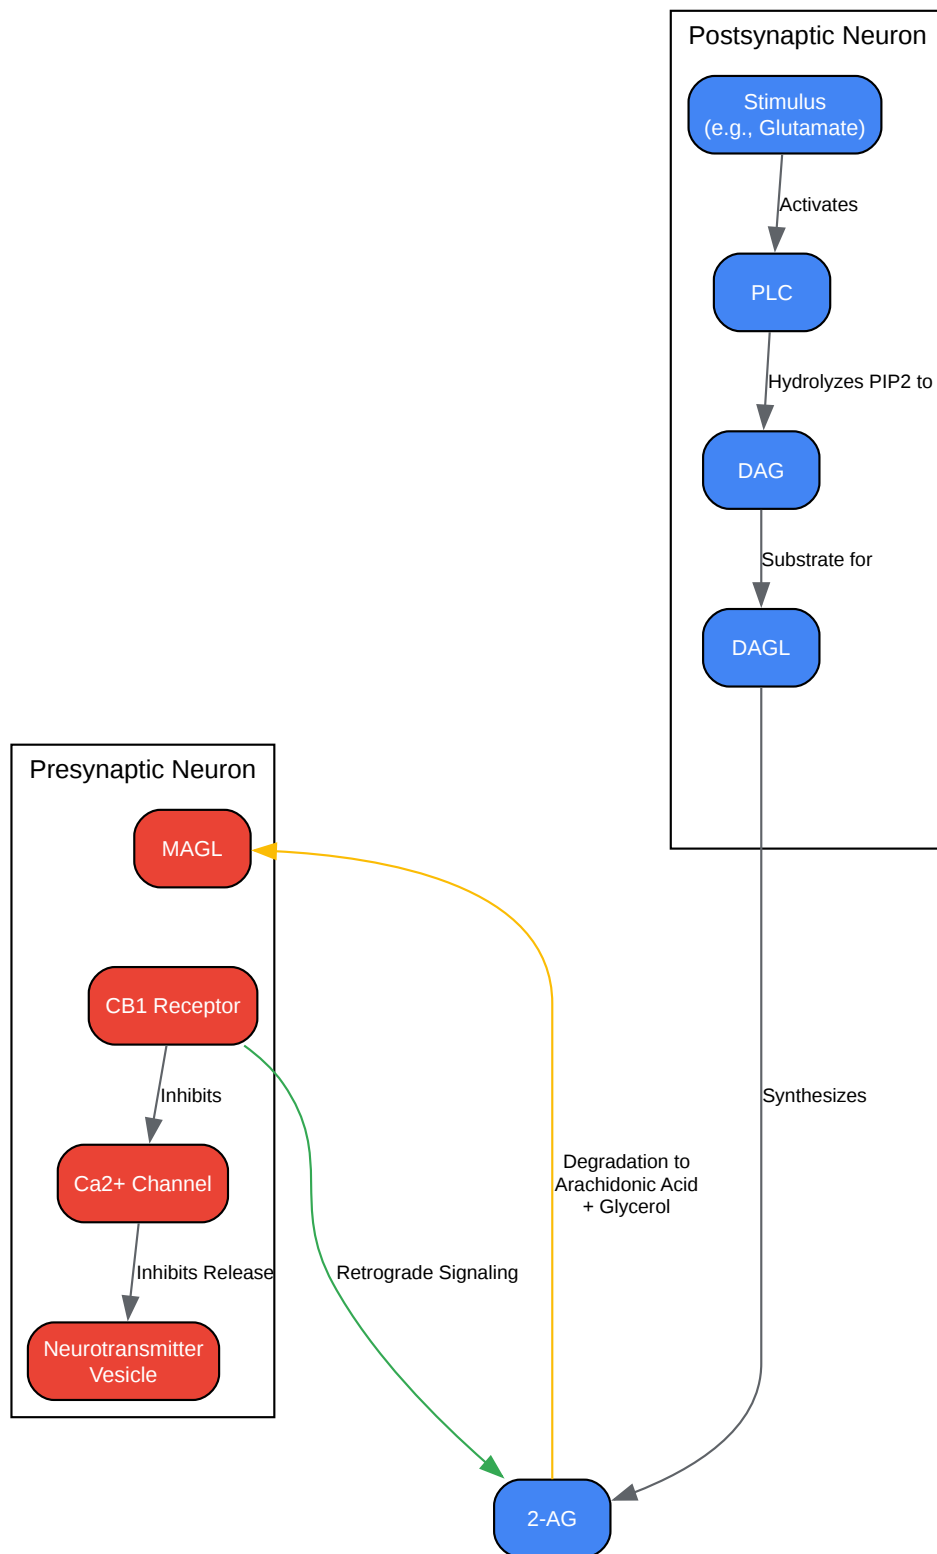 Postsynaptic Neuron
Stimulus
(e.g., Glutamate)
Activates
PLC
Hydrolyzes PIP2 to
DAG
Substrate for
DAGL
Presynaptic Neuron
MAGL
CB1 Receptor
Inhibits
Synthesizes
Degradation to
Arachidonic Acid
+ Glycerol
Ca2+ Channel
Inhibits Release
Retrograde Signaling
Neurotransmitter
Vesicle
2-AG